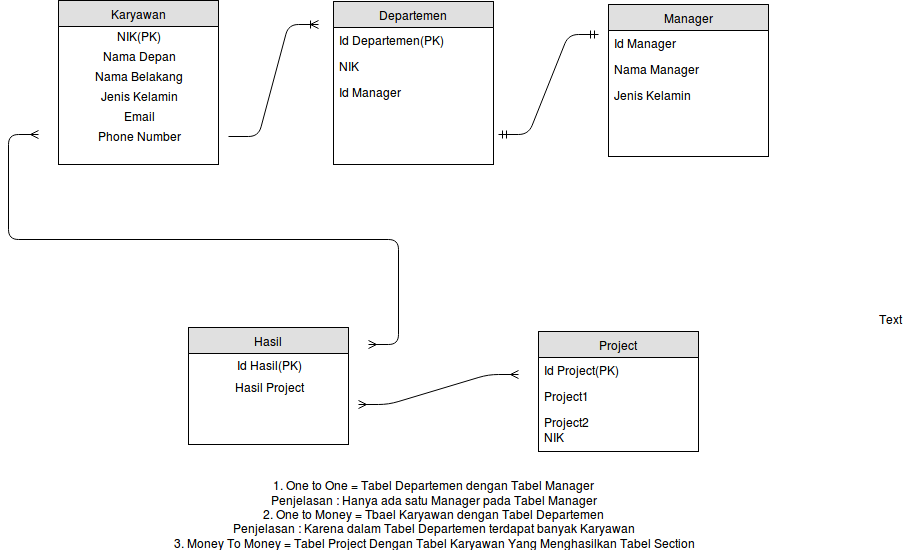 Karyawan
NIK(PK)
Nama Depan
Nama Belakang
Jenis Kelamin
Email
Phone Number
Departemen
Id Departemen(PK)
NIK
Id Manager
Manager
Id Manager
Nama Manager
Jenis Kelamin
Text
Hasil
Id Hasil(PK)
Hasil Project
Project
Id Project(PK)
Project1
Project2
NIK
1. One to One = Tabel Departemen dengan Tabel Manager
Penjelasan : Hanya ada satu Manager pada Tabel Manager
2. One to Money = Tbael Karyawan dengan Tabel Departemen
Penjelasan : Karena dalam Tabel Departemen terdapat banyak Karyawan
3. Money To Money = Tabel Project Dengan Tabel Karyawan Yang Menghasilkan Tabel Section